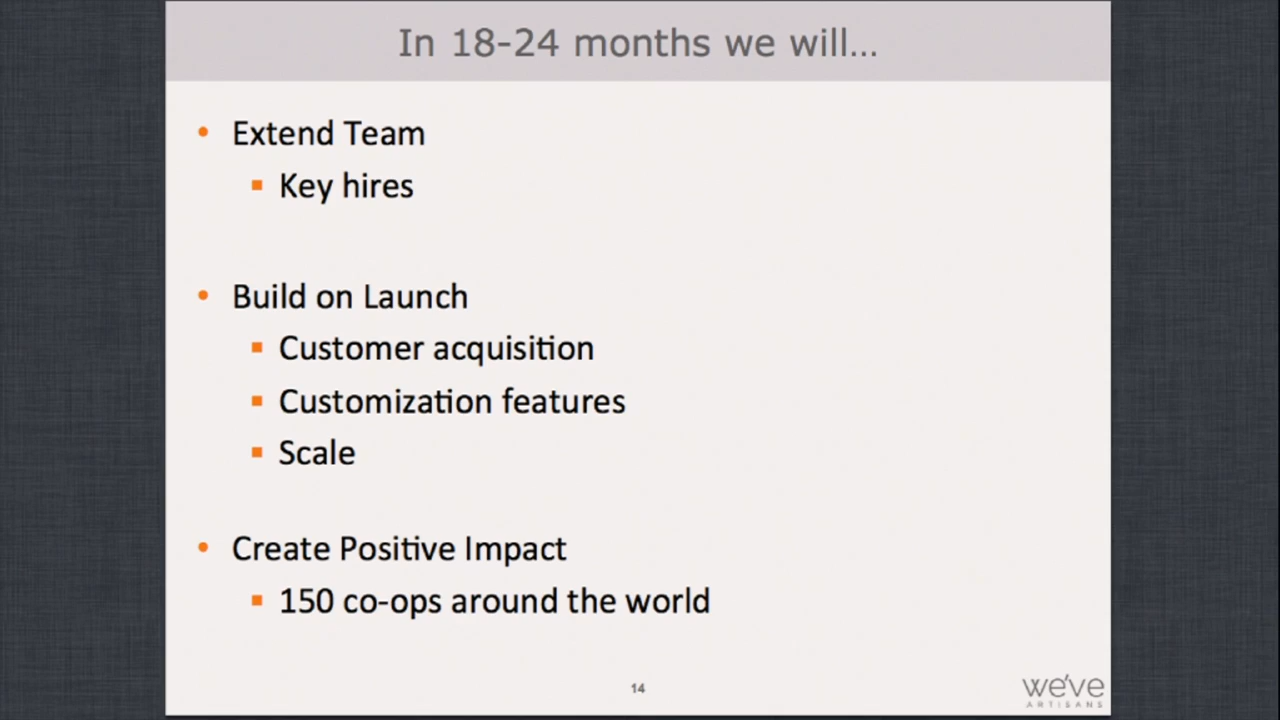 In 18-24 months we will...
• Extend Team
▪ Key hires
• Build on Launch
▪ Customer acquisition
▪ Customization features
▪ Scale
• Create Positive Impact
▪ 150 co-ops around the world
14
we've
ARTISANS